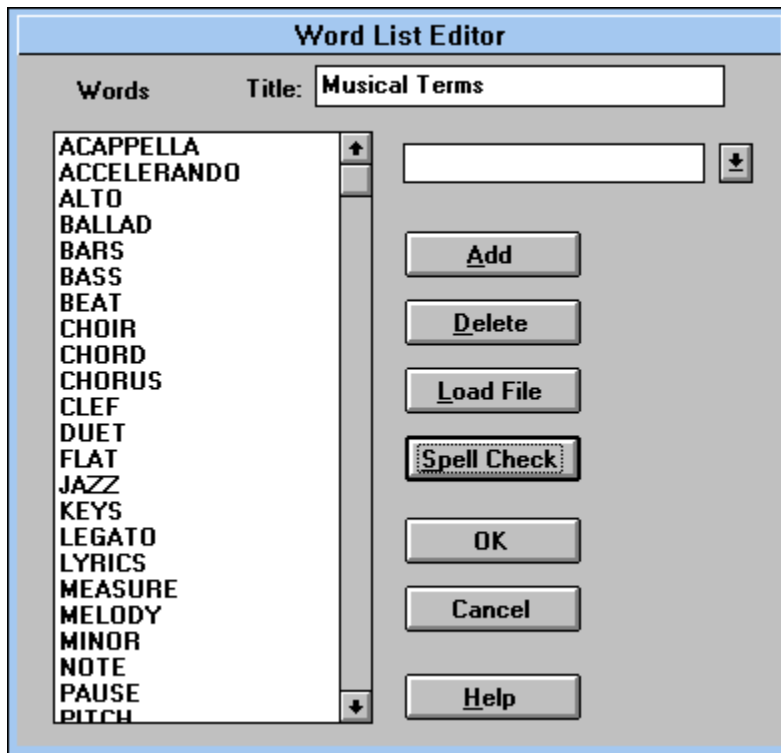 Word List Editor
Words
Title: Musical Terms
ACAPPELLA
ACCELERANDO
ALTO
BALLAD
BARS
BASS
BEAT
CHOIR
CHORD
CHORUS
CLEF
DUET
FLAT
JAZZ
KEYS
LEGATO
LYRICS
MEASURE
MELODY
MINOR
NOTE
PAUSE
PITCH
Add
Delete
Load File
Spell Check
OK
Cancel
Help